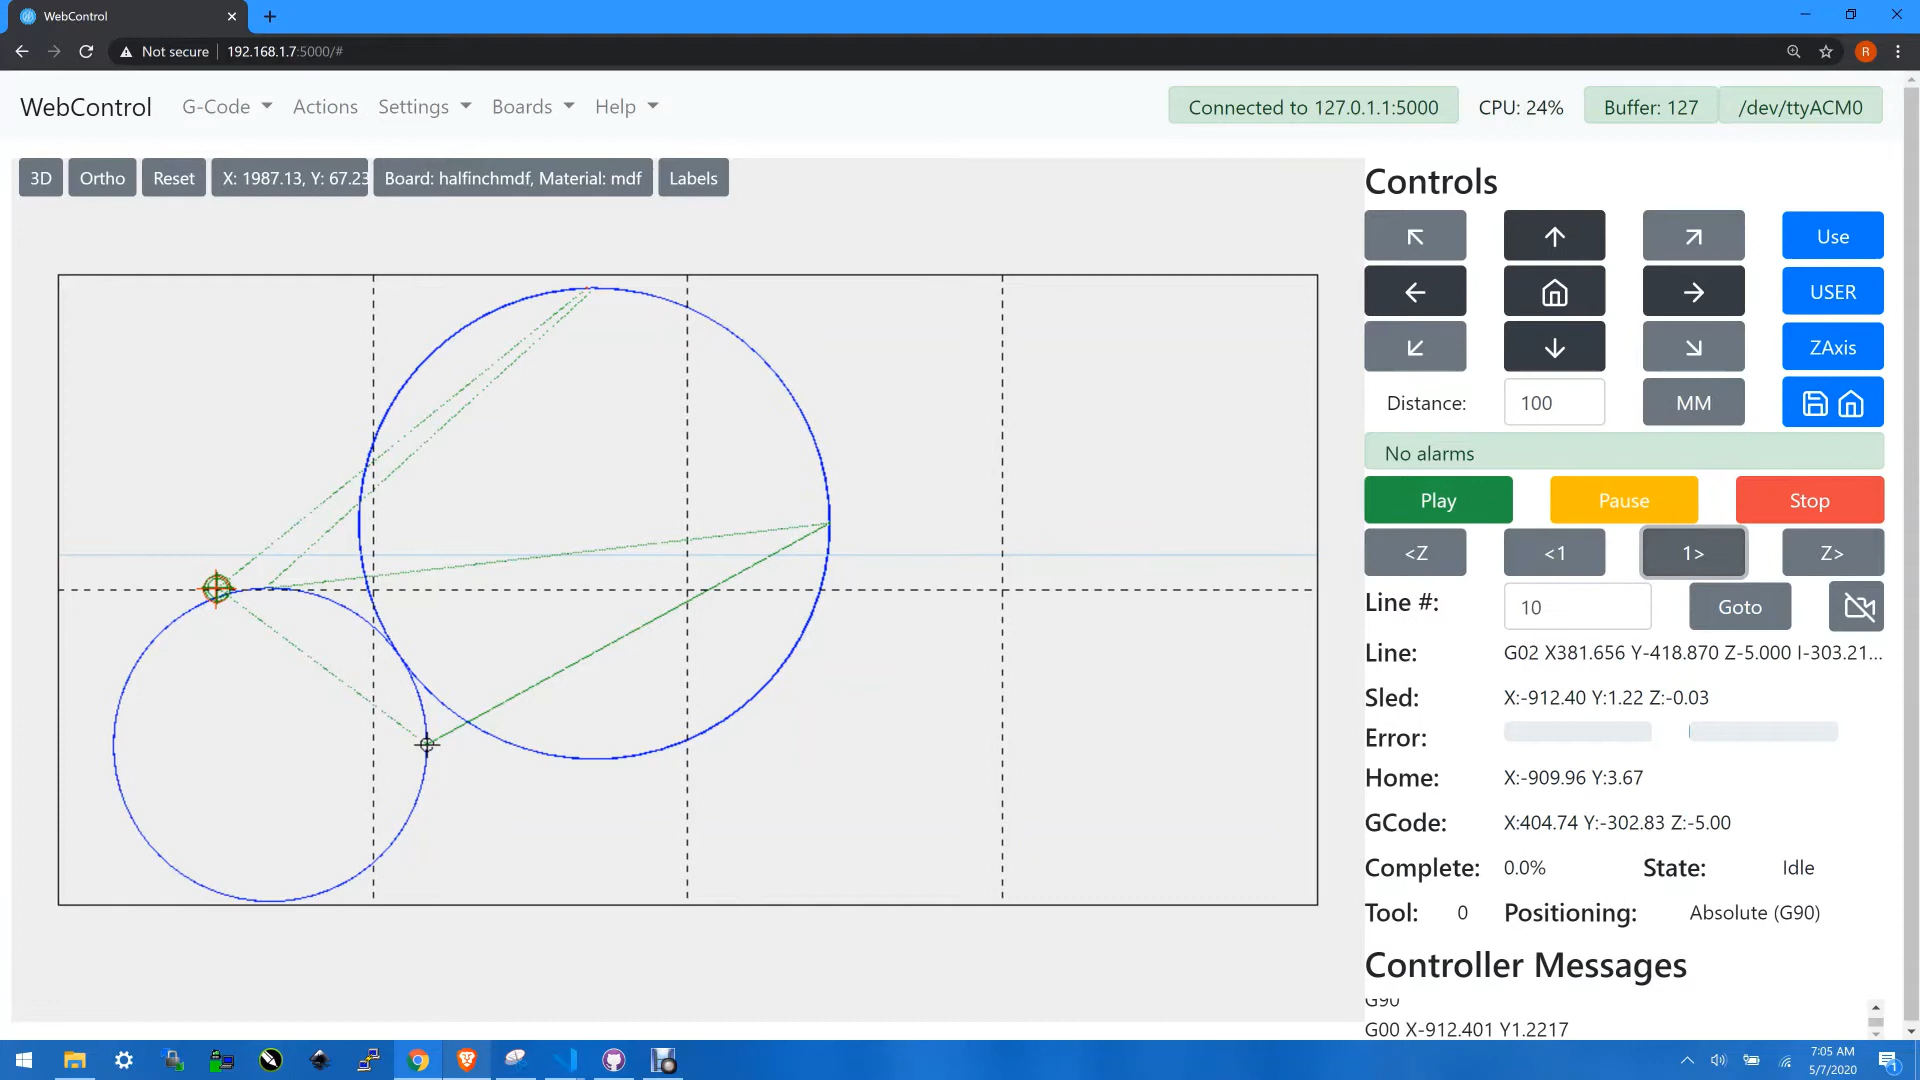 WebControl
Not secure
192.168.1.7:5000/#
R
WebControl
G-Code
Actions
Settings
Boards
Help
Connected to 127.0.1.1:5000
CPU: 24%
Buffer: 127
/dev/ttyACM0
3D
Ortho
Reset
X: 1987.13, Y: 67.23
Board: halfinchmdf, Material: mdf
Labels
Controls
Use
USER
ZAxis
Distance:
100
MM
No alarms
Play
Pause
Stop
<Z
<1
1>
Z>
Line #:
10
Goto
Line:
G02 X381.656 Y-418.870 Z-5.000 I-303.21...
Sled:
X:-912.40 Y:1.22 Z:-0.03
Error:
Home:
X:-909.96 Y:3.67
GCode:
X:404.74 Y:-302.83 Z:-5.00
Complete:
0.0%
State:
Idle
Tool:
0
Positioning:
Absolute (G90)
Controller Messages
G90
G00 X-912.401 Y1.2217
7:05 AM
5/7/2020
1